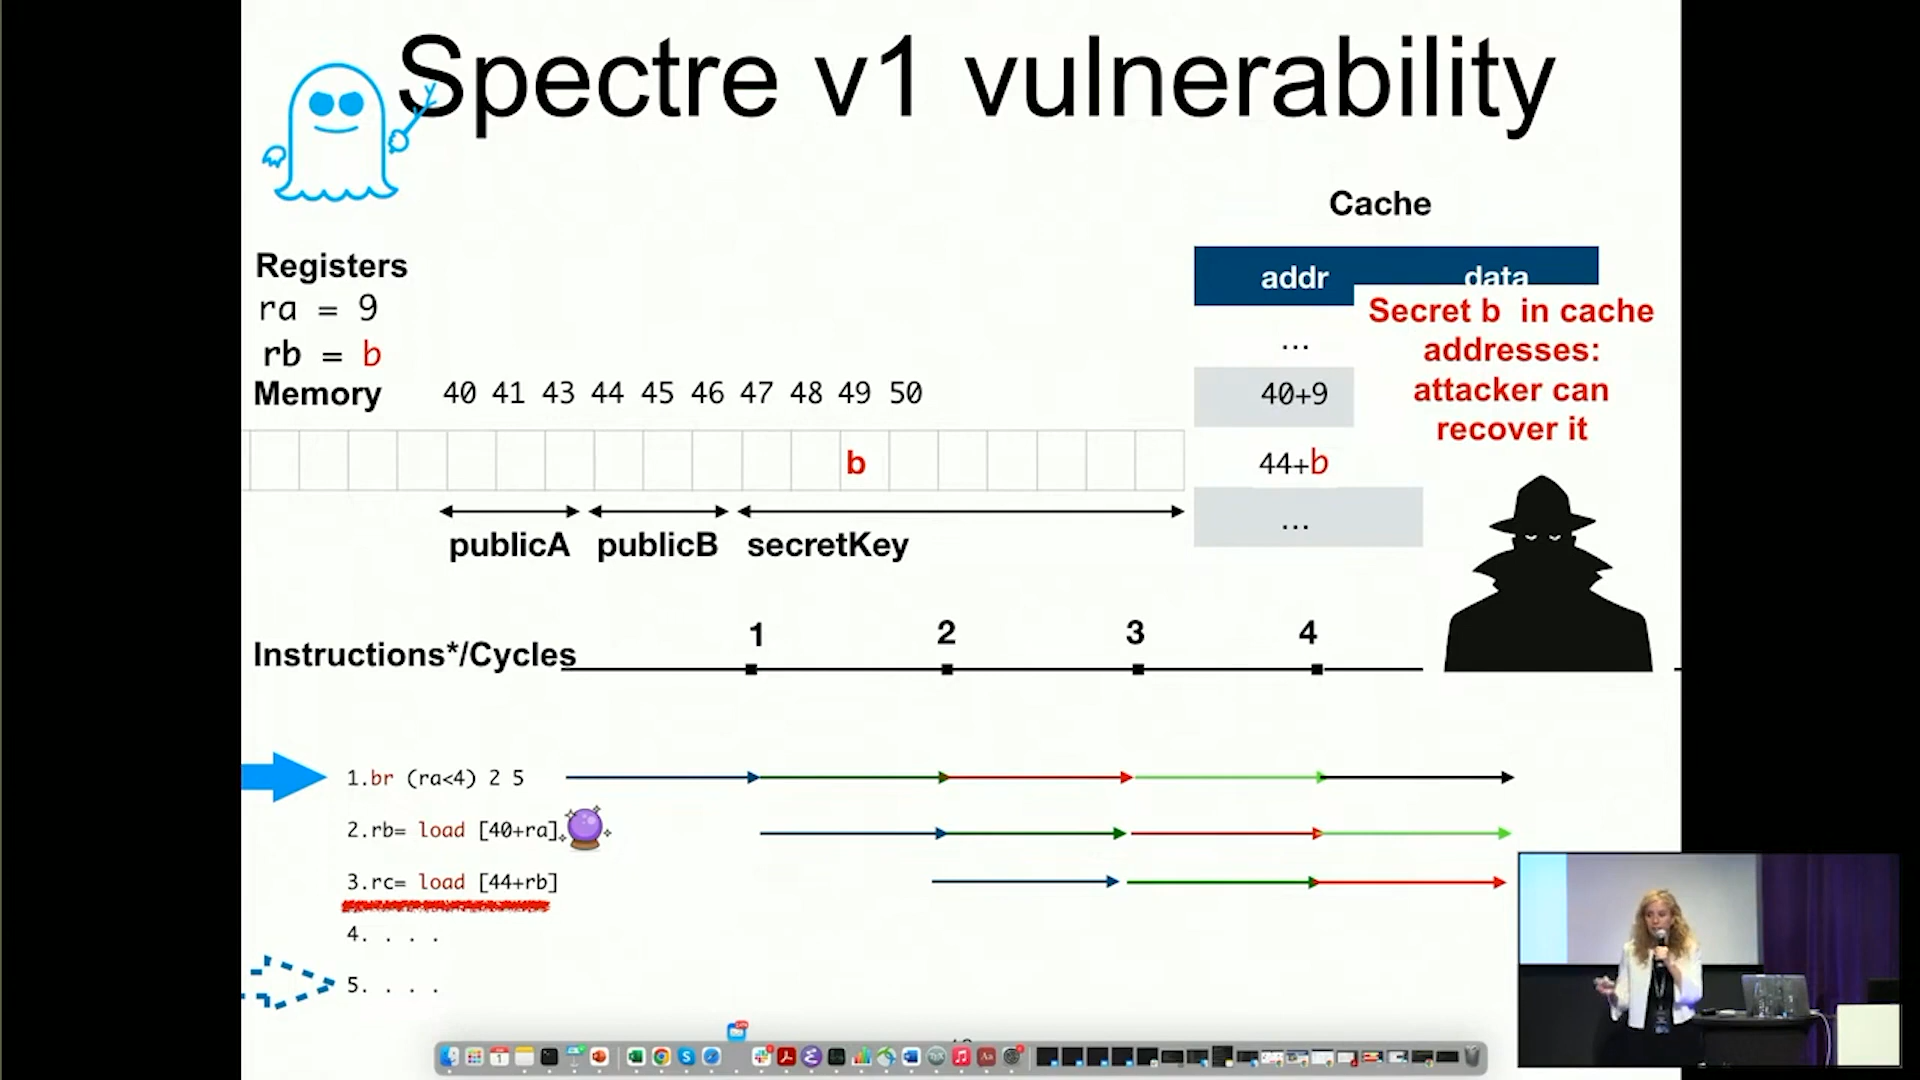 Spectre v1 vulnerability
Cache
Registers
addr data
ra = 9
Secret b in cache
addresses:
attacker can
recover it
...
rb = b
Memory 40 41 43 44 45 46 47 48 49 50
40+9
b
44+b
...
publicA publicB secretKey
1 2 3 4
Instructions*/Cycles
1.br (ra<4) 2 5
2.rb= load [40+ra]
3.rc= load [44+rb]
4. . . .
5. . . .